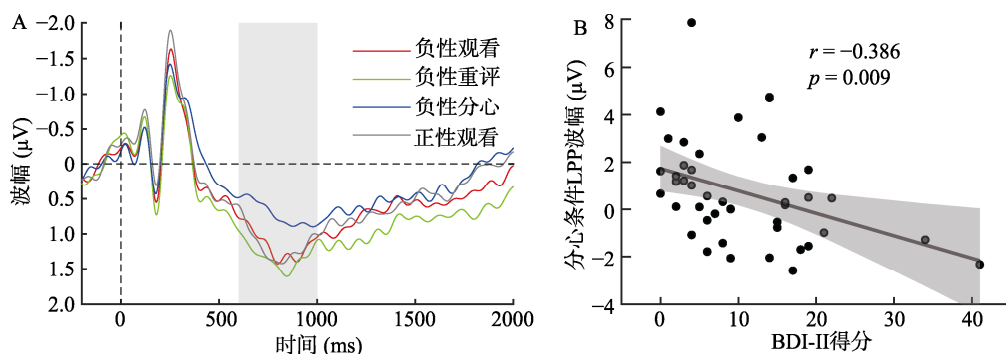 A
波幅 (μV)
−2.0
−1.5
−1.0
−0.5
0
0.5
1.0
1.5
2.0
负性观看
负性重评
负性分心
正性观看
0
500
1000
1500
2000
时间 (ms)
B
分心条件LPP波幅 (μV)
8
6
4
2
0
−2
−4
r = −0.386
p = 0.009
0
10
20
30
40
BDI-II得分